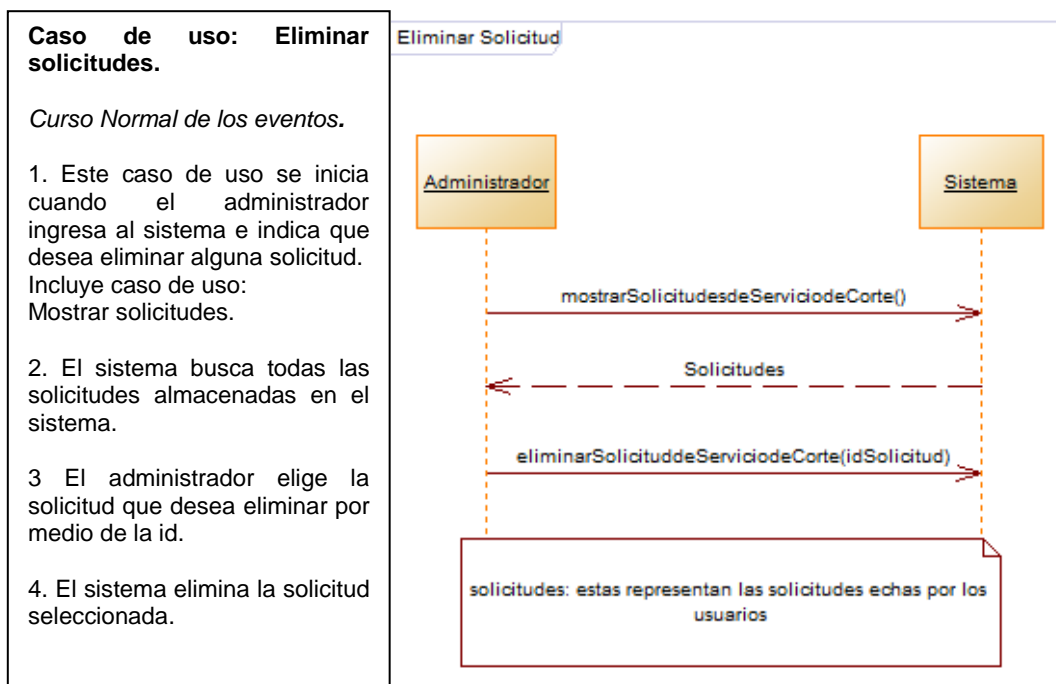 Caso de uso: Eliminar
solicitudes.
Curso Normal de los eventos.
1. Este caso de uso se inicia
cuando el administrador
ingresa al sistema e indica que
desea eliminar alguna solicitud.
Incluye caso de uso:
Mostrar solicitudes.
2. El sistema busca todas las
solicitudes almacenadas en el
sistema.
3 El administrador elige la
solicitud que desea eliminar por
medio de la id.
4. El sistema elimina la solicitud
seleccionada.
Eliminar Solicitud
Administrador
Sistema
mostrarSolicitudesdeServiciodeCorte()
Solicitudes
eliminarSolicituddeServiciodeCorte(idSolicitud)
solicitudes: estas representan las solicitudes echas por los
usuarios